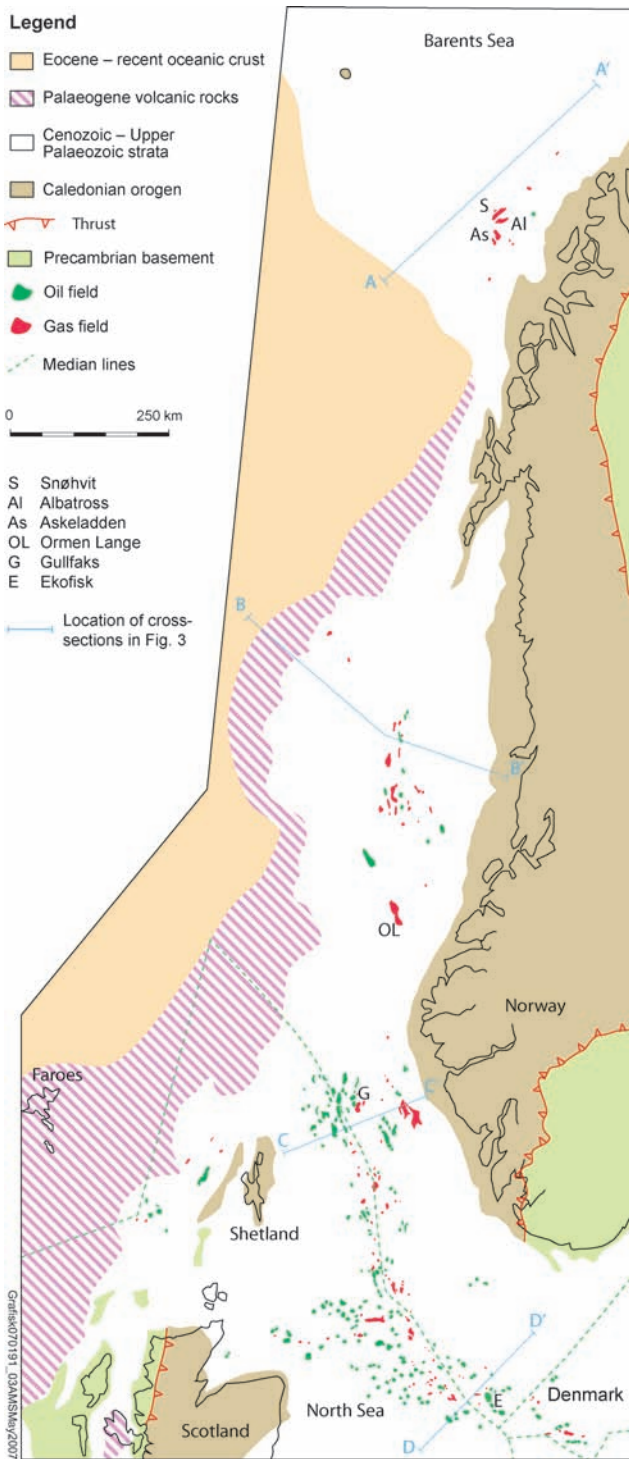 Legend
Eocene – recent oceanic crust
Palaeogene volcanic rocks
Cenozoic – Upper
Palaeozoic strata
Caledonian orogen
Thrust
Precambrian basement
Oil field
Gas field
Median lines
0 250 km
S Snøhvit
Al Albatross
As Askeladden
OL Ormen Lange
G Gullfaks
E Ekofisk
Location of cross-
sections in Fig. 3
Barents Sea
A'
S
Al
As
A
B
B'
OL
Norway
Faroes
G
C'
C
Shetland
D'
E
Denmark
North Sea
Scotland
D
Grafisk070191_03AMSMay2007